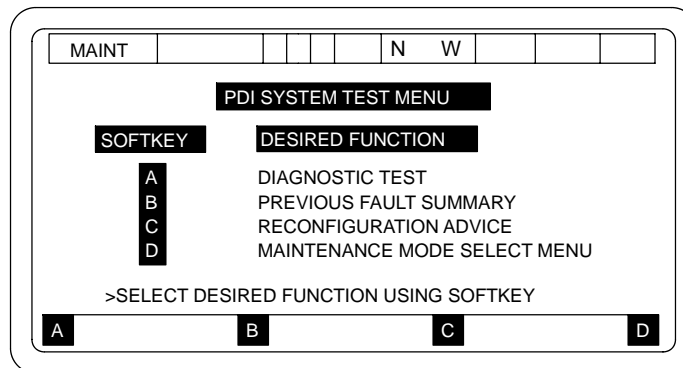 MAINT N W
PDI SYSTEM TEST MENU
SOFTKEY DESIRED FUNCTION
A DIAGNOSTIC TEST
B PREVIOUS FAULT SUMMARY
C RECONFIGURATION ADVICE
D MAINTENANCE MODE SELECT MENU
>SELECT DESIRED FUNCTION USING SOFTKEY
A B C D